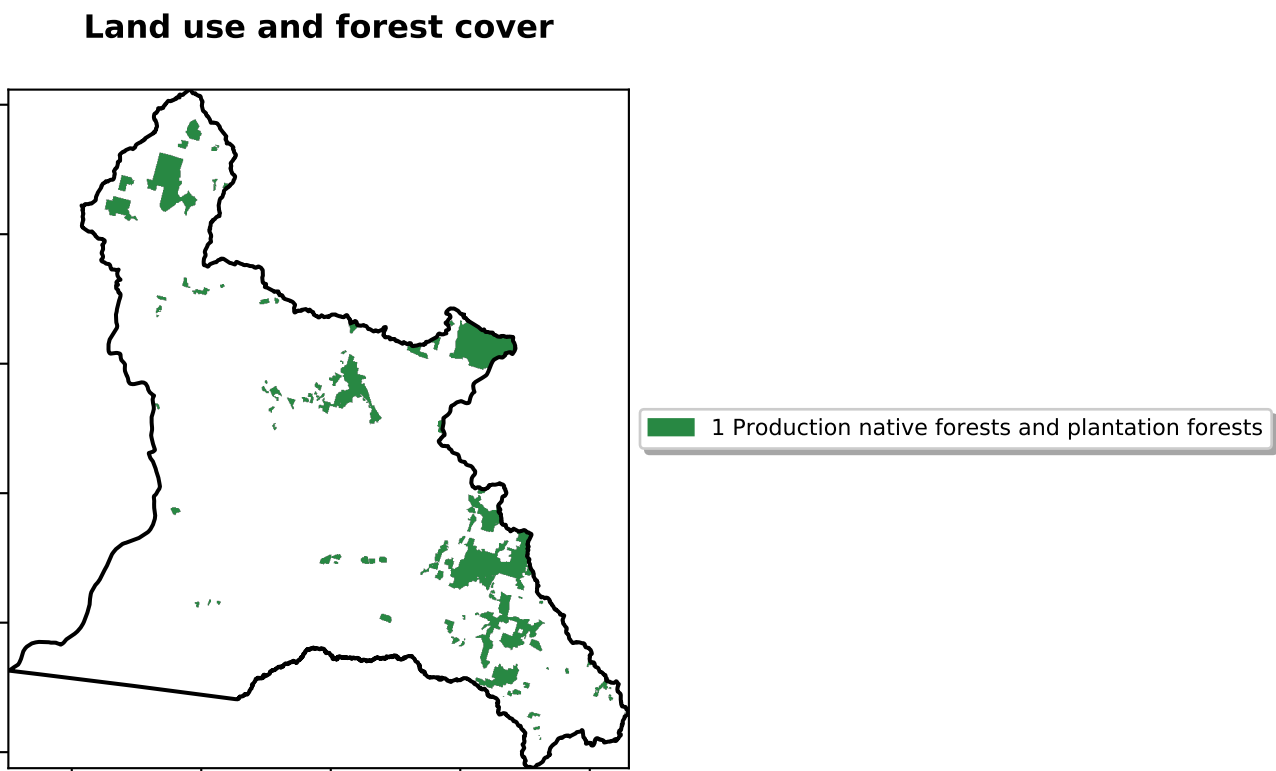 Land use and forest cover
1 Production native forests and plantation forests